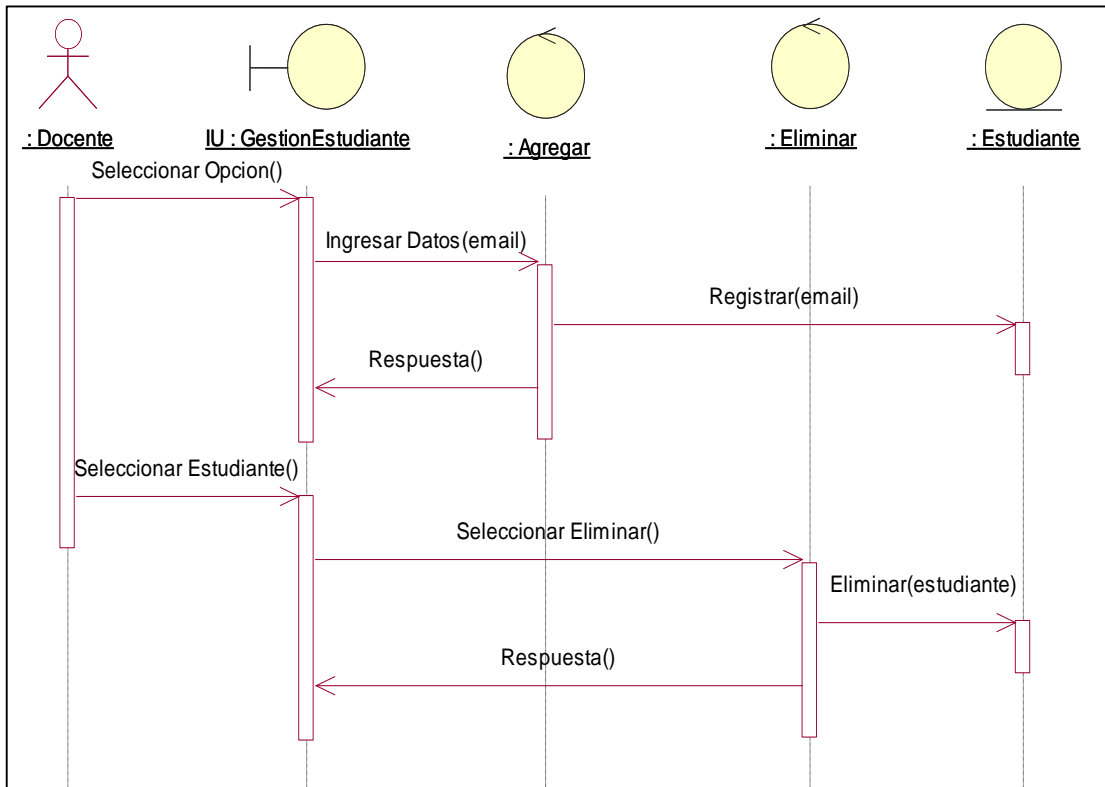 : Docente
IU : GestionEstudiante
: Agregar
: Eliminar
: Estudiante
Seleccionar Opcion()
Ingresar Datos(email)
Registrar(email)
Respuesta()
Seleccionar Estudiante()
Seleccionar Eliminar()
Eliminar(estudiante)
Respuesta()